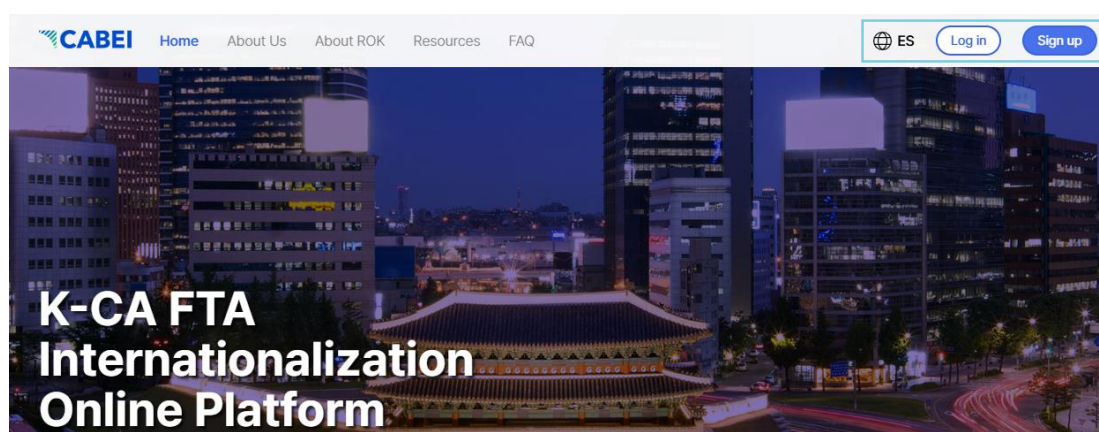 CABEI Home About Us About ROK Resources FAQ ES Log in Sign up
K-CA FTA
Internationalization
Online Platform